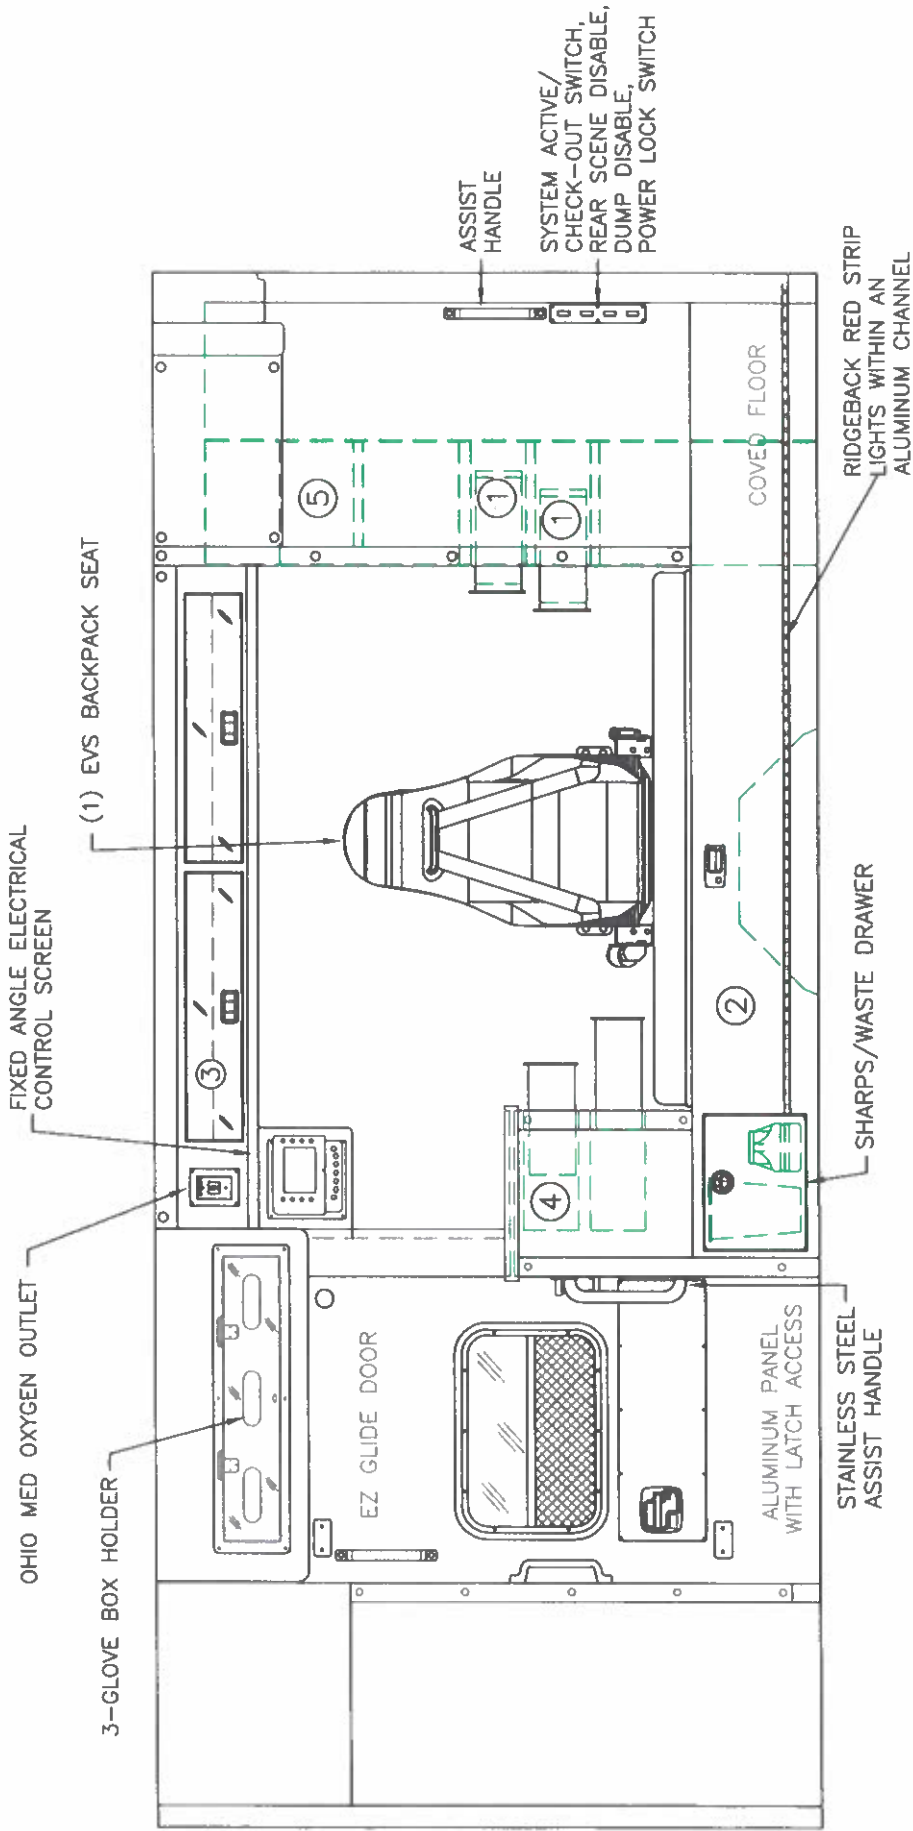 OHIO MED OXYGEN OUTLET
3-GLOVE BOX HOLDER
FIXED ANGLE ELECTRICAL
CONTROL SCREEN
(1) EVS BACKPACK SEAT
ASSIST
HANDLE
SYSTEM ACTIVE/
CHECK-OUT SWITCH,
REAR SCENE DISABLE,
DUMP DISABLE,
POWER LOCK SWITCH
3
5
1
1
4
2
EZ GLIDE DOOR
COVED FLOOR
ALUMINUM PANEL
WITH LATCH ACCESS
STAINLESS STEEL
ASSIST HANDLE
SHARPS/WASTE DRAWER
RIDGEBACK RED STRIP
LIGHTS WITHIN AN
ALUMINUM CHANNEL